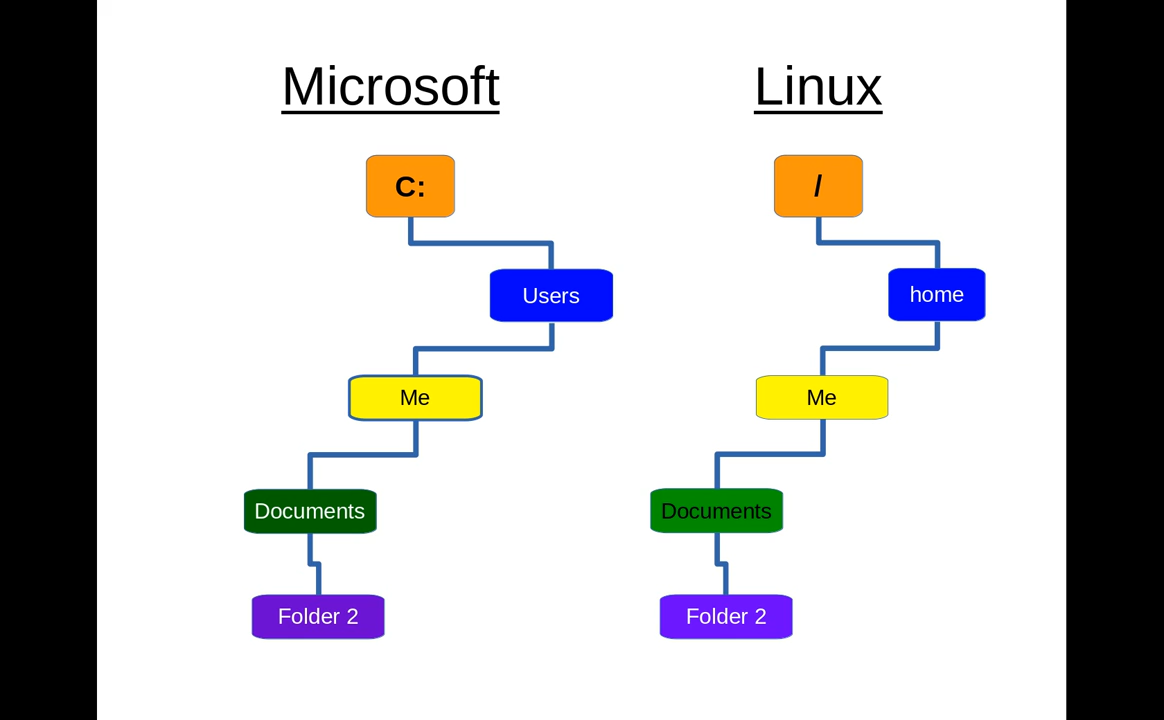 Microsoft
C:
Users
Me
Documents
Folder 2
Linux
/
home
Me
Documents
Folder 2